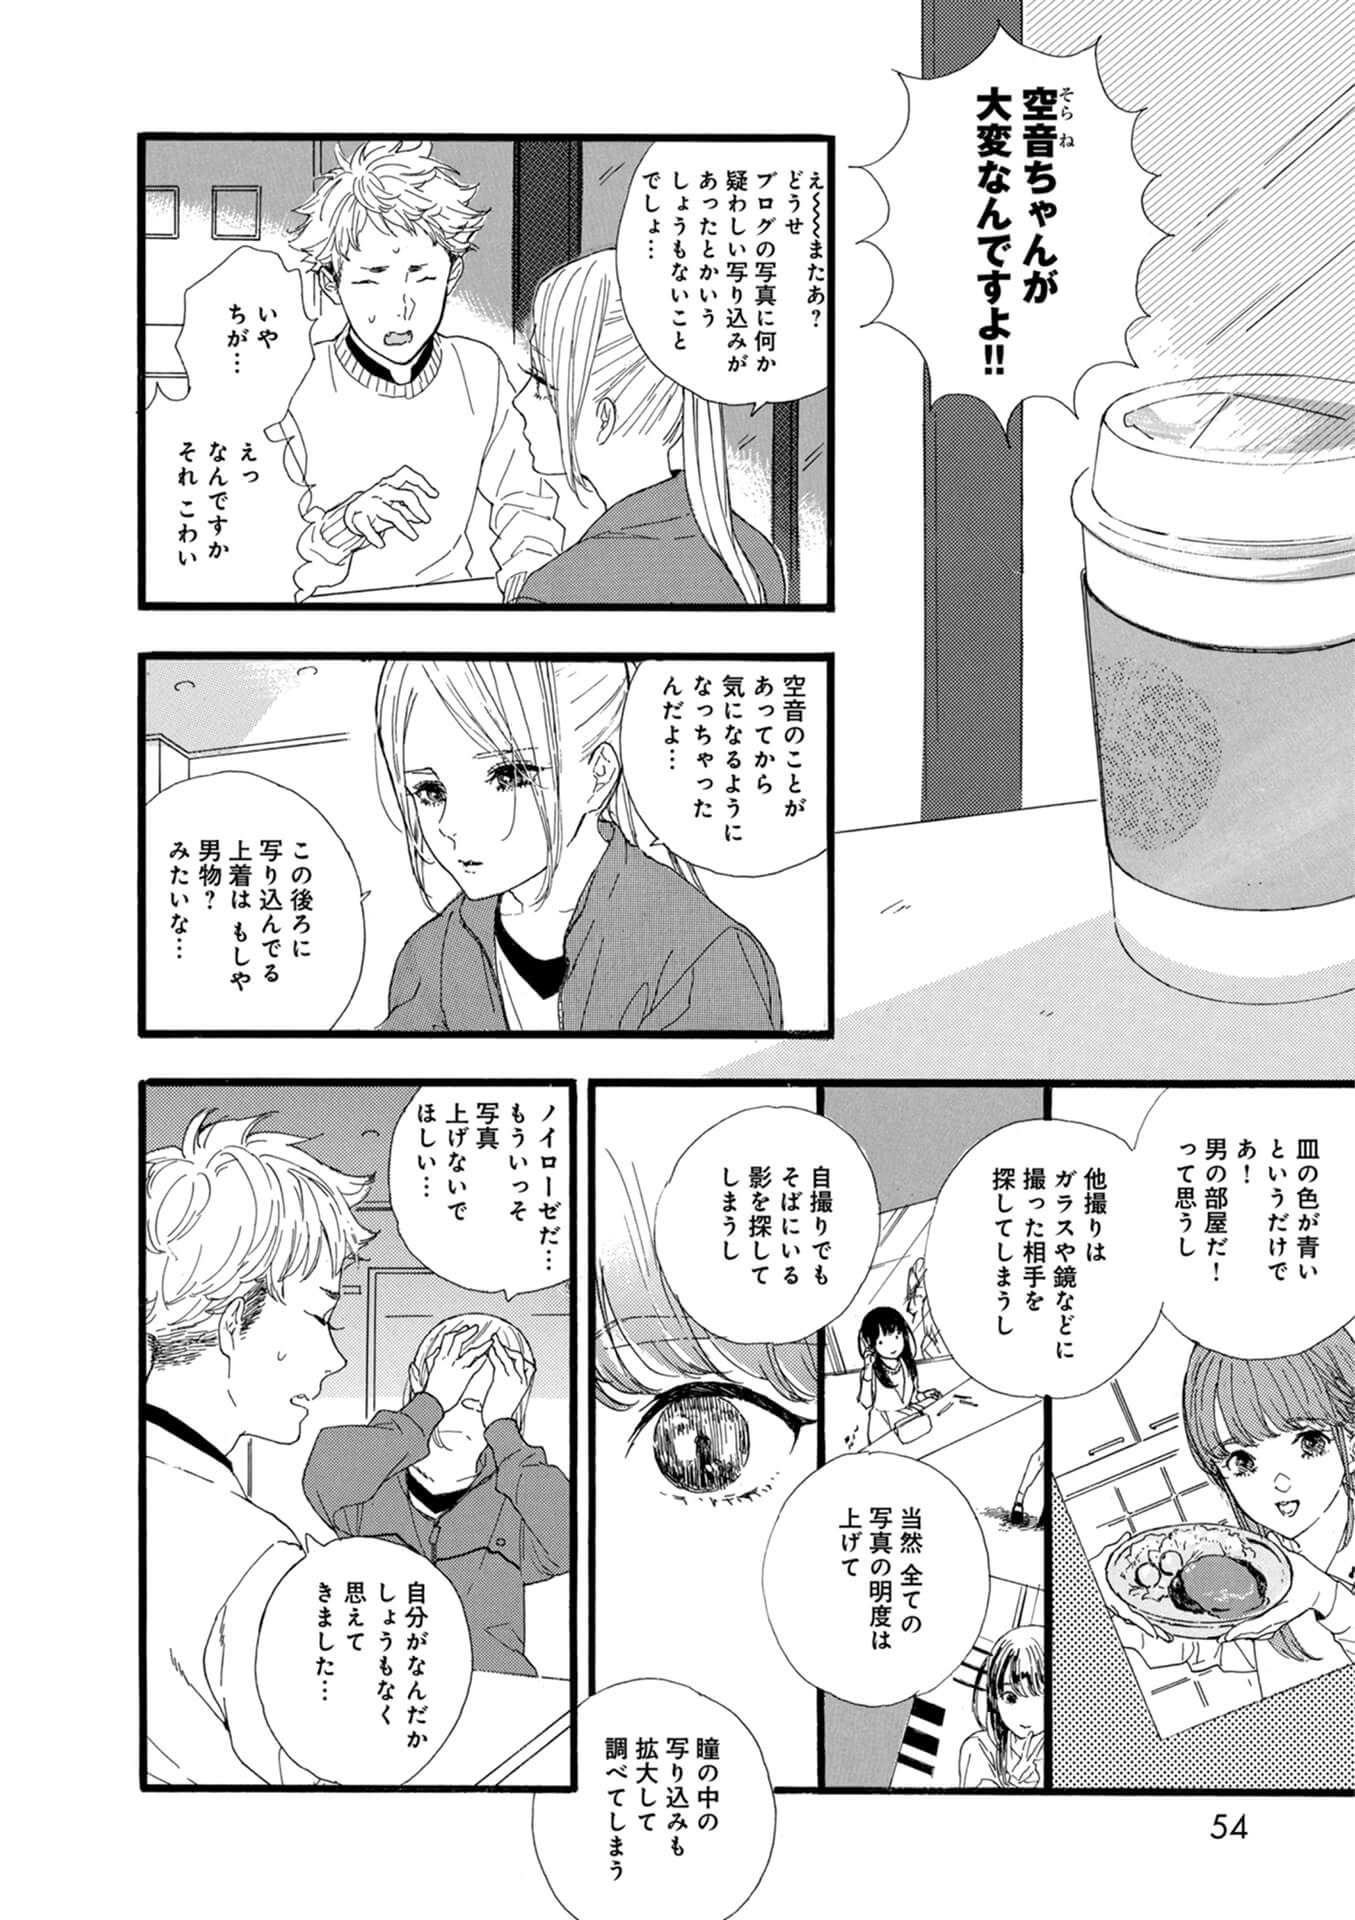 空音ちゃんが
そらね
大変なんですよ!!
え〜〜〜またあ?
どうせ
ブログの写真に何か
疑わしい写り込みが
あったとかいう
しょうもないこと
でしょ…
いや
ちが…
えっ
なんですか
それ こわい
空音のことが
あってから
気になるように
なっちゃった
んだよ…
この後ろに
写り込んでる
上着は もしや
男物?
みたいな…
皿の色が青い
というだけで
あ!
男の部屋だ!
って思うし
他撮りは
ガラスや鏡などに
撮った相手を
探してしまうし
自撮りでも
そばにいる
影を探して
しまうし
当然 全ての
写真の明度は
上げて
瞳の中の
写り込みも
拡大して
調べてしまう
ノイローゼだ…
もういっそ
写真
上げないで
ほしい…
自分がなんだか
しょうもなく
思えて
きました…
54